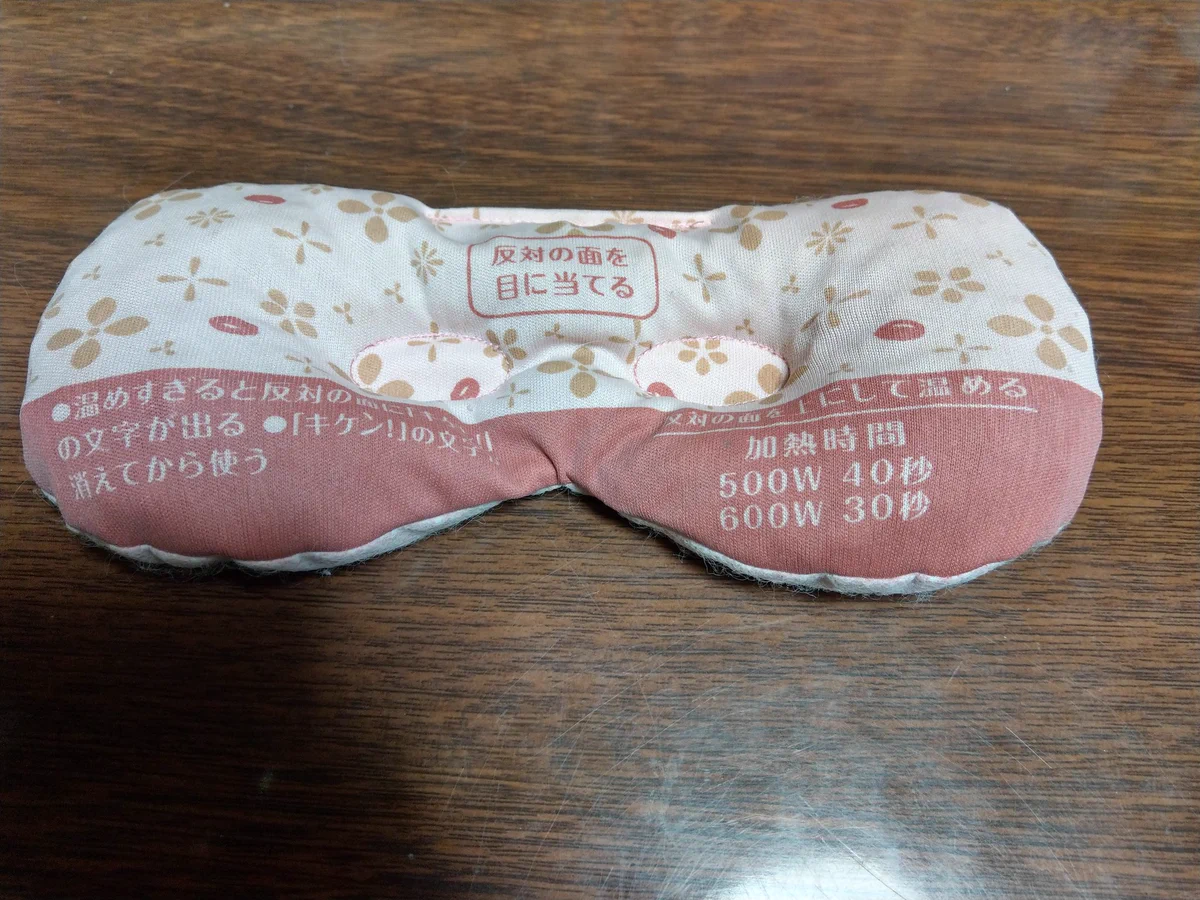 反対の面を
目に当てる
●温めすぎると反対の面に
の文字が出る ●「キケン!」の文字
消えてから使う
反対の面を上にして温める
加熱時間
500W 40秒
600W 30秒